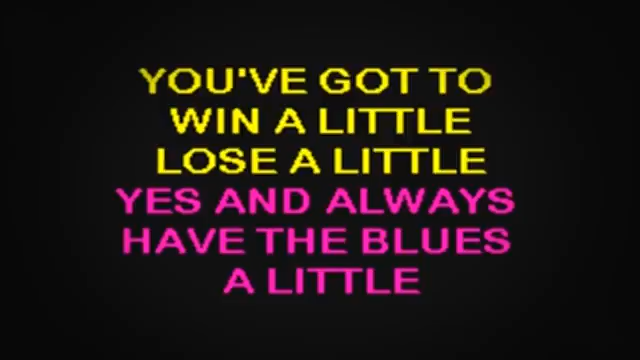 YOU'VE GOT TO
WIN A LITTLE
LOSE A LITTLE
YES AND ALWAYS
HAVE THE BLUES
A LITTLE